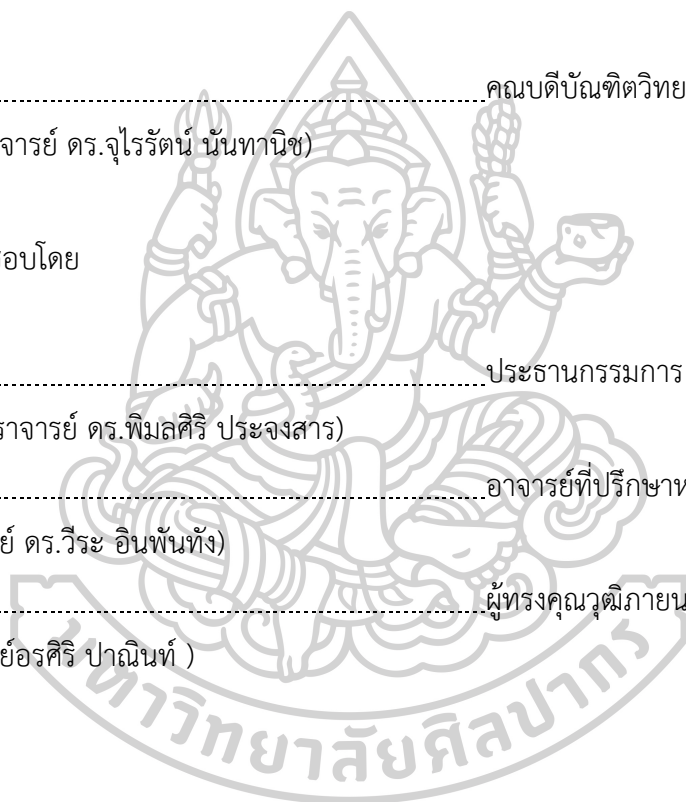 คณบดีบัณฑิตวิทย
จารย์ ดร.จุไรรัตน์ นันทานิช)
อบโดย
ประธานกรรมการ
ราจารย์ ดร.พิมลศิริ ประจงสาร)
อาจารย์ที่ปรึกษาห
ย์ ดร.วีระ อินพันทัง)
ผู้ทรงคุณวุฒิภายน
ย์อรศิริ ปาณินท์ )
มหาวิทยาลัยศิลปากร